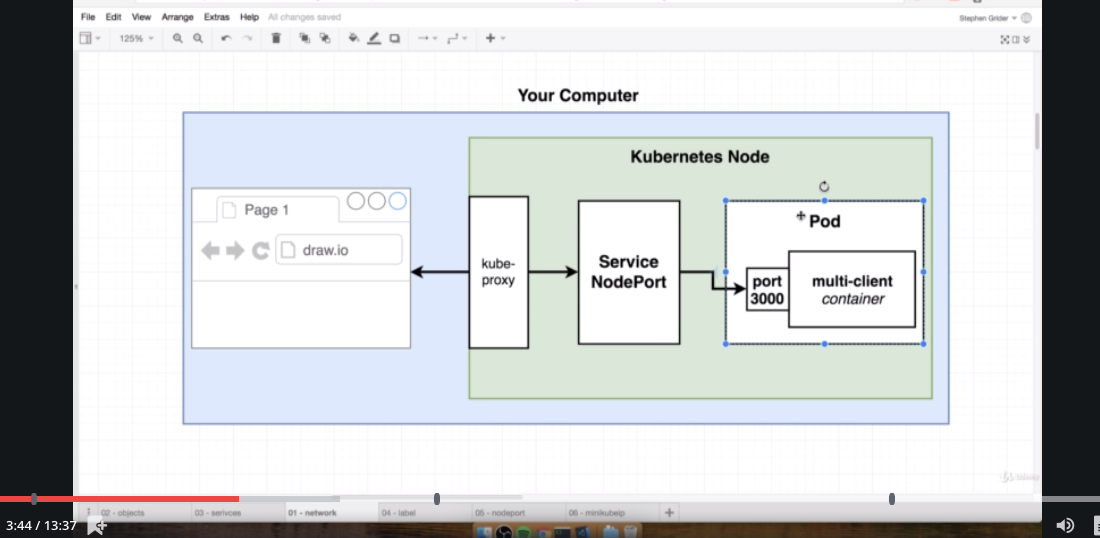 File Edit View Arrange Extras Help All changes saved
Stephen Grider
125%
Your Computer
Kubernetes Node
Page 1
draw.io
kube-
proxy
Service
NodePort
Pod
port
3000
multi-client
container
Udemy
02 - objects 03 - serivces 01 - network 04 - label 05 - nodeport 06 - minikubeip
3:44 / 13:37